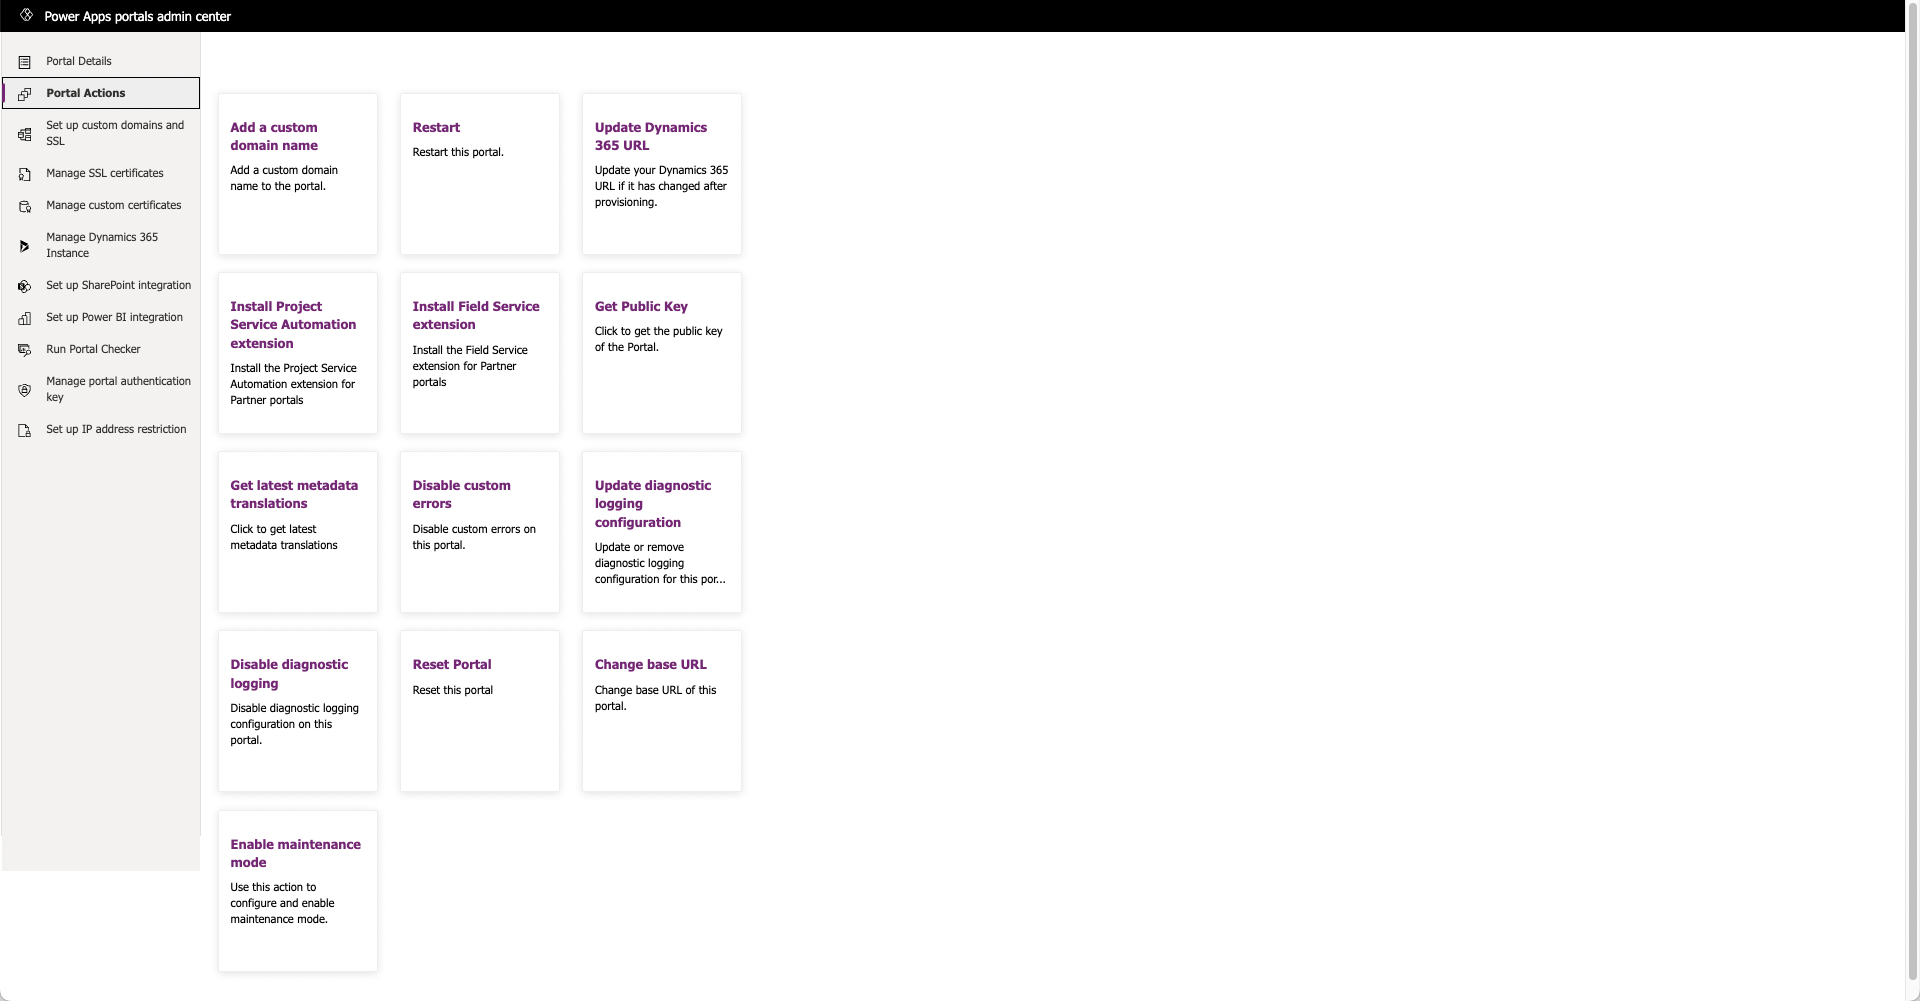 Power Apps portals admin center
Portal Details
Portal Actions
Set up custom domains and
SSL
Manage SSL certificates
Manage custom certificates
Manage Dynamics 365
Instance
Set up SharePoint integration
Set up Power BI integration
Run Portal Checker
Manage portal authentication
key
Set up IP address restriction
Add a custom
domain name
Add a custom domain
name to the portal.
Restart
Restart this portal.
Update Dynamics
365 URL
Update your Dynamics 365
URL if it has changed after
provisioning.
Install Project
Service Automation
extension
Install the Project Service
Automation extension for
Partner portals
Install Field Service
extension
Install the Field Service
extension for Partner
portals
Get Public Key
Click to get the public key
of the Portal.
Get latest metadata
translations
Click to get latest
metadata translations
Disable custom
errors
Disable custom errors on
this portal.
Update diagnostic
logging
configuration
Update or remove
diagnostic logging
configuration for this por...
Disable diagnostic
logging
Disable diagnostic logging
configuration on this
portal.
Reset Portal
Reset this portal
Change base URL
Change base URL of this
portal.
Enable maintenance
mode
Use this action to
configure and enable
maintenance mode.